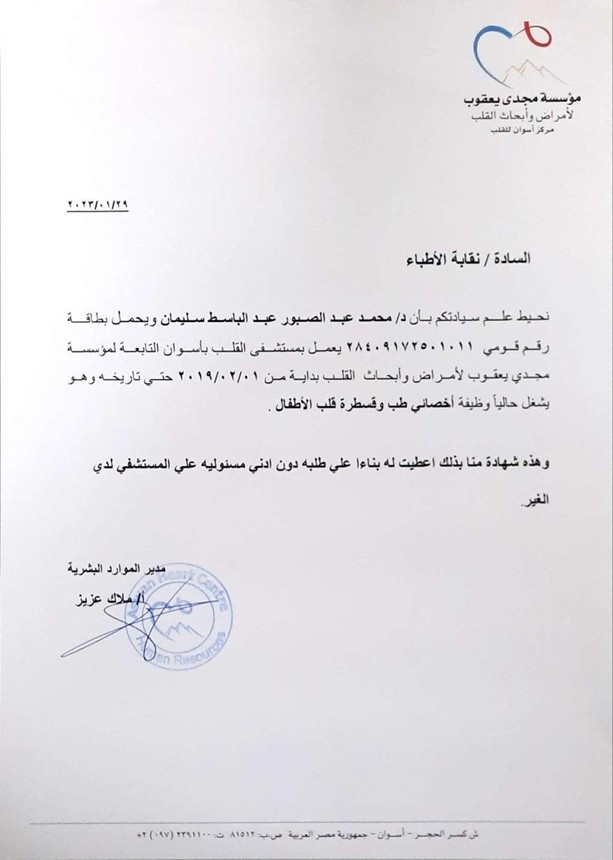 مؤسسة مجدى يعقوب
لأمراض وأبحاث القلب
مركز أسوان للقلب
٢٠٢٣/٠١/٢٩
السادة / نقابة الأطباء
نحيط علم سيادتكم بأن د/ محمد عبد الصبور عبد الباسط سليمان ويحمل بطاقة
رقم قومي ٢٨٤٠٩١٧٢٥٠١٠١١ يعمل بمستشفى القلب بأسوان التابعة لمؤسسة
مجدي يعقوب لأمراض وأبحاث القلب بداية من ٢٠١٩/٠٢/٠١ حتي تاريخه وهو
يشغل حالياً وظيفة أخصائي طب وقسطرة قلب الأطفال .
وهذه شهادة منا بذلك اعطيت له بناءا علي طلبه دون ادني مسئوليه علي المستشفي لدي
الغير.
مدير الموارد البشرية
أ/ ملاك عزيز
Aswan Heart Centre
Human Resources
ش كسر الحجر - أسوان - جمهورية مصر العربية ص.ب: ٨١٥١٢ ت: ٢٣٩١١٠٠ (٠٩٧) ٢+